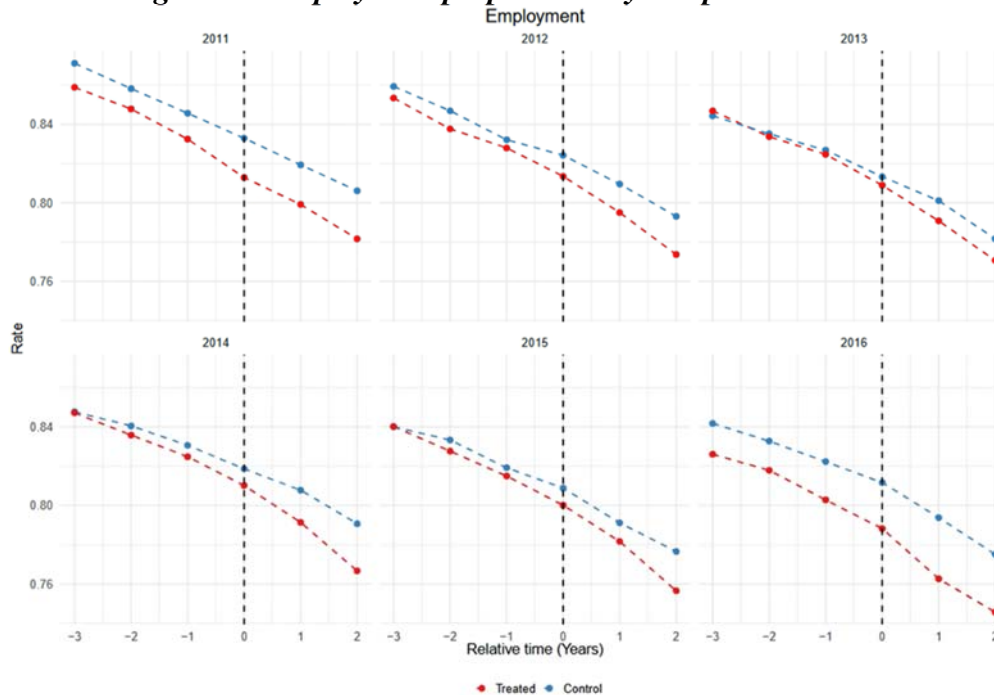 Employment
2011 2012 2013
0.84
0.80
0.76
Rate
2014 2015 2016
0.84
0.80
0.76
−3 −2 −1 0 1 2 −3 −2 −1 0 1 2 −3 −2 −1 0 1 2
Relative time (Years)
Treated Control